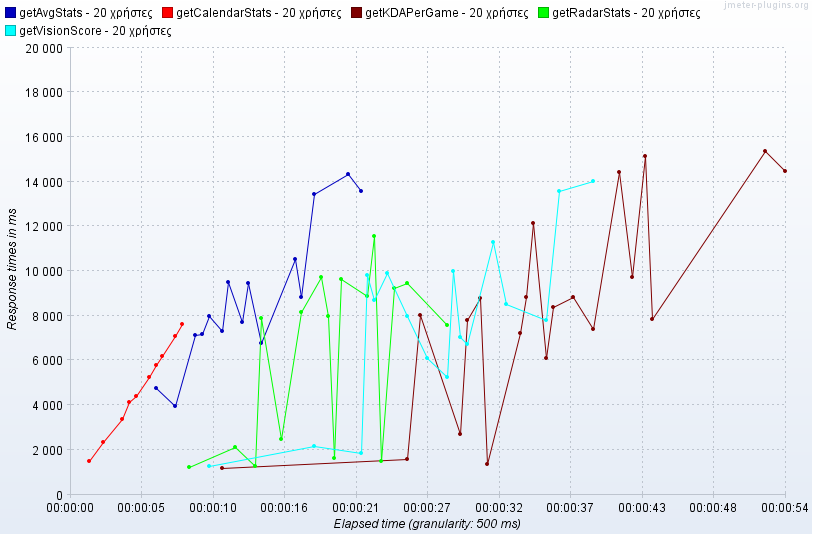 jmeter-plugins.org
getAvgStats - 20 χρήστες getCalendarStats - 20 χρήστες getKDAPerGame - 20 χρήστες getRadarStats - 20 χρήστες
getVisionScore - 20 χρήστες
20 000
18 000
16 000
14 000
12 000
10 000
8 000
6 000
4 000
2 000
0
Response times in ms
00:00:00 00:00:05 00:00:10 00:00:16 00:00:21 00:00:27 00:00:32 00:00:37 00:00:43 00:00:48 00:00:54
Elapsed time (granularity: 500 ms)